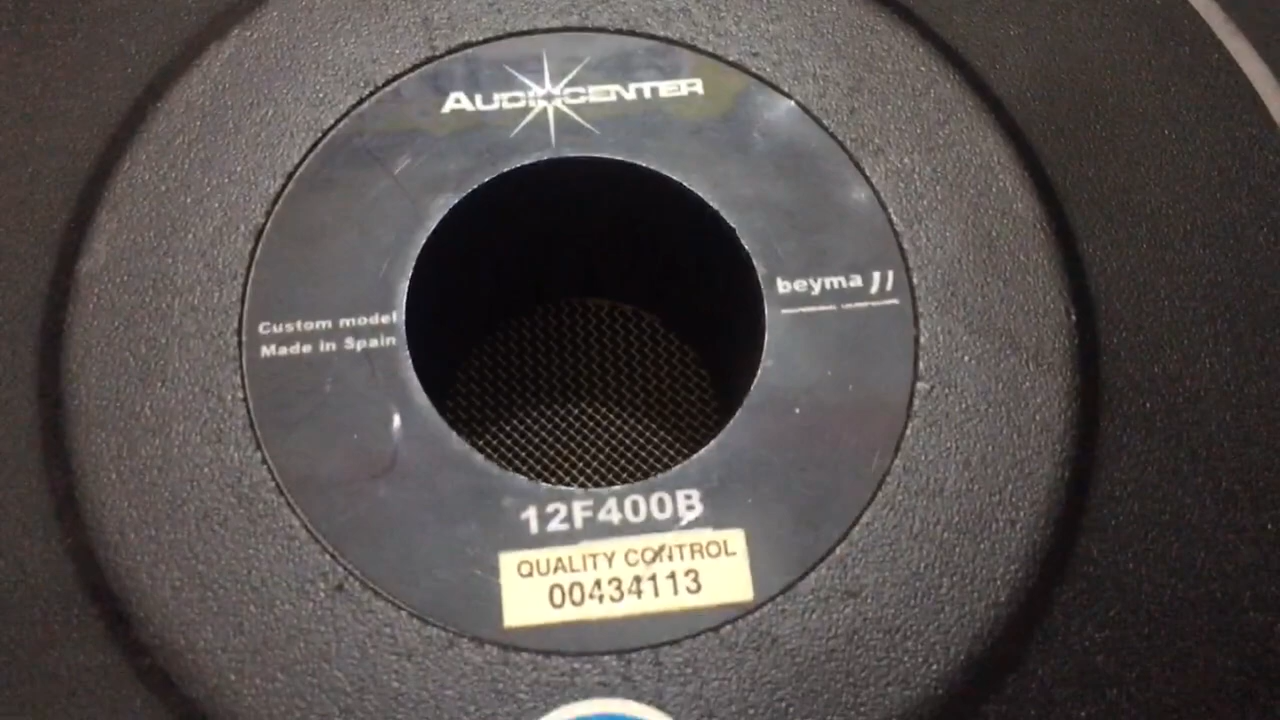 AUDIOCENTER
Custom model
Made in Spain
beyma
12F400B
QUALITY CONTROL
00434113